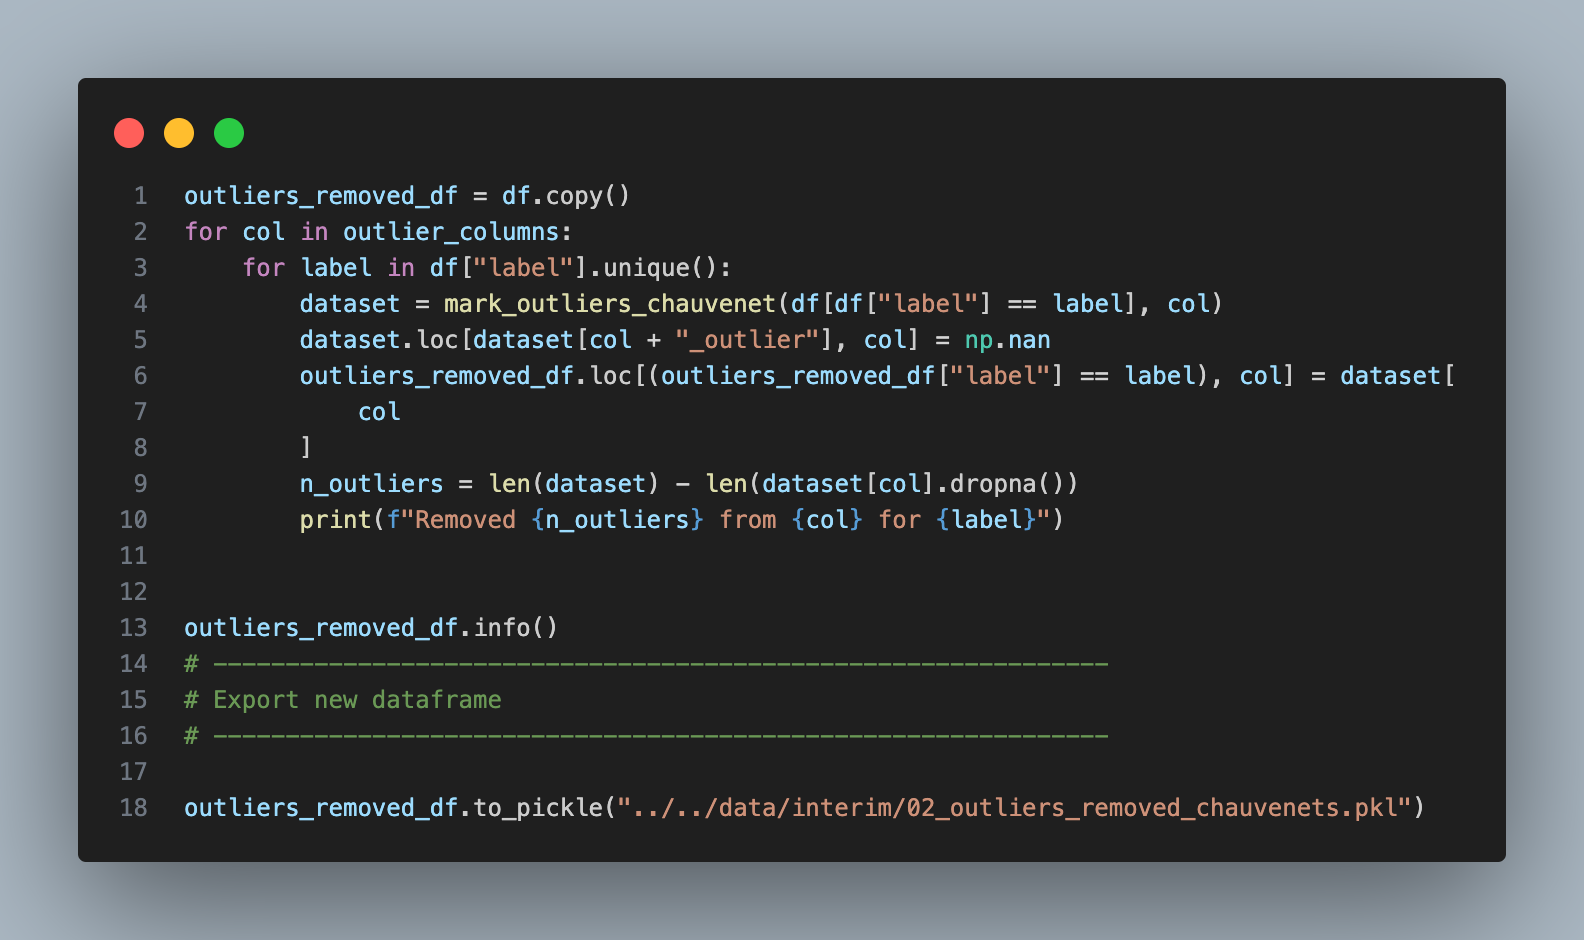 1 outliers_removed_df = df.copy()
2 for col in outlier_columns:
3     for label in df["label"].unique():
4         dataset = mark_outliers_chauvenet(df[df["label"] == label], col)
5         dataset.loc[dataset[col + "_outlier"], col] = np.nan
6         outliers_removed_df.loc[(outliers_removed_df["label"] == label), col] = dataset[
7             col
8         ]
9         n_outliers = len(dataset) - len(dataset[col].dropna())
10         print(f"Removed {n_outliers} from {col} for {label}")
11
12
13 outliers_removed_df.info()
14 # --------------------------------------------------------------
15 # Export new dataframe
16 # --------------------------------------------------------------
17
18 outliers_removed_df.to_pickle("../../data/interim/02_outliers_removed_chauvenets.pkl")